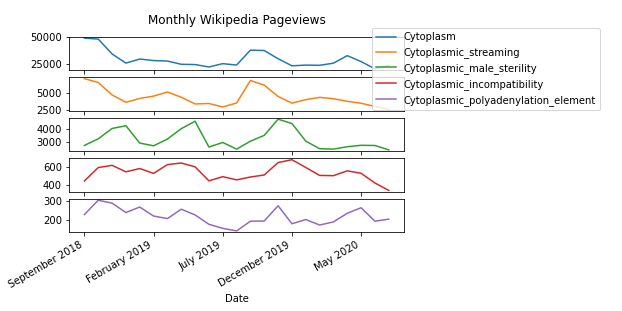 Monthly Wikipedia Pageviews
Cytoplasm
Cytoplasmic_streaming
Cytoplasmic_male_sterility
Cytoplasmic_incompatibility
Cytoplasmic_polyadenylation_element
50000
25000
5000
2500
4000
3000
600
400
300
200
September 2018
February 2019
July 2019
December 2019
May 2020
Date